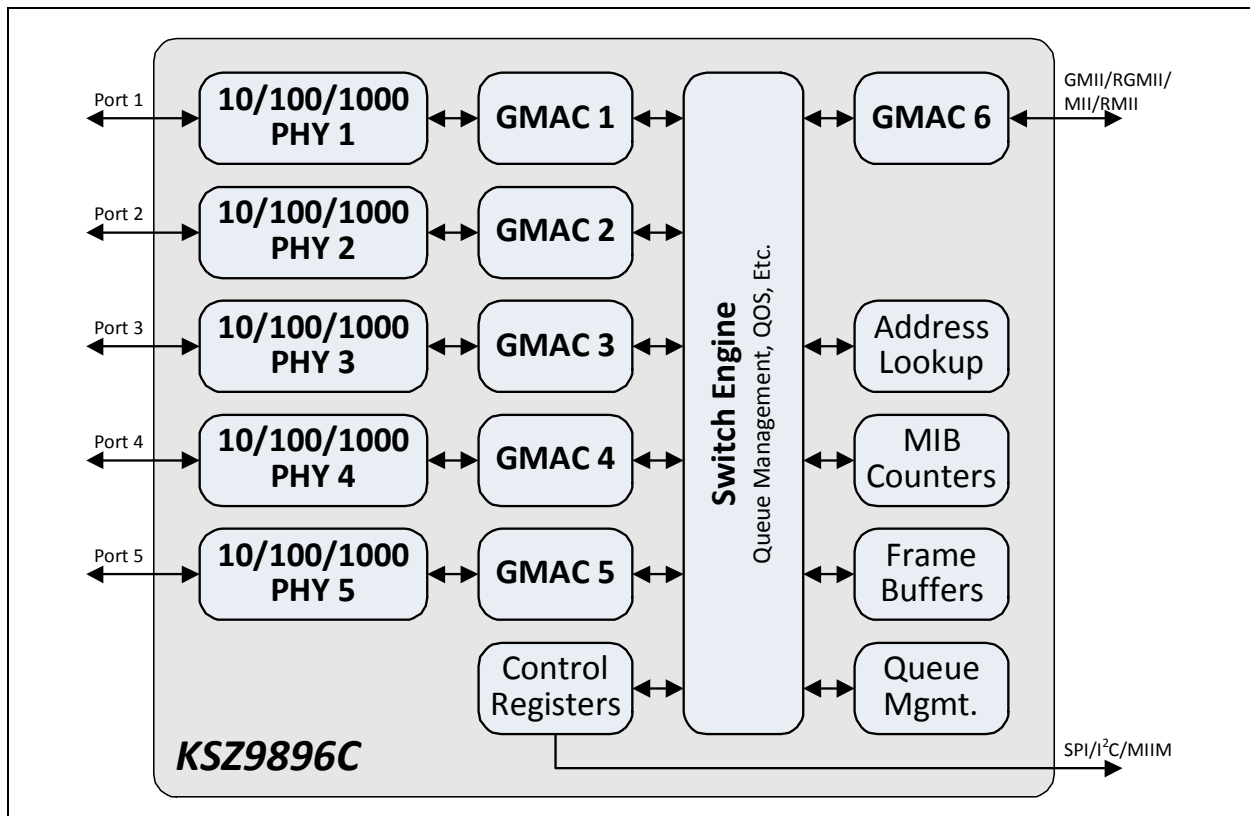 Port 1
10/100/1000
PHY 1
GMAC 1
GMAC 6
GMII/RGMII/
MII/RMII
Port 2
10/100/1000
PHY 2
GMAC 2
Port 3
10/100/1000
PHY 3
GMAC 3
Switch Engine
Queue Management, QOS, Etc.
Address
Lookup
Port 4
10/100/1000
PHY 4
GMAC 4
MIB
Counters
Port 5
10/100/1000
PHY 5
GMAC 5
Frame
Buffers
Control
Registers
Queue
Mgmt.
KSZ9896C
SPI/I²C/MIIM